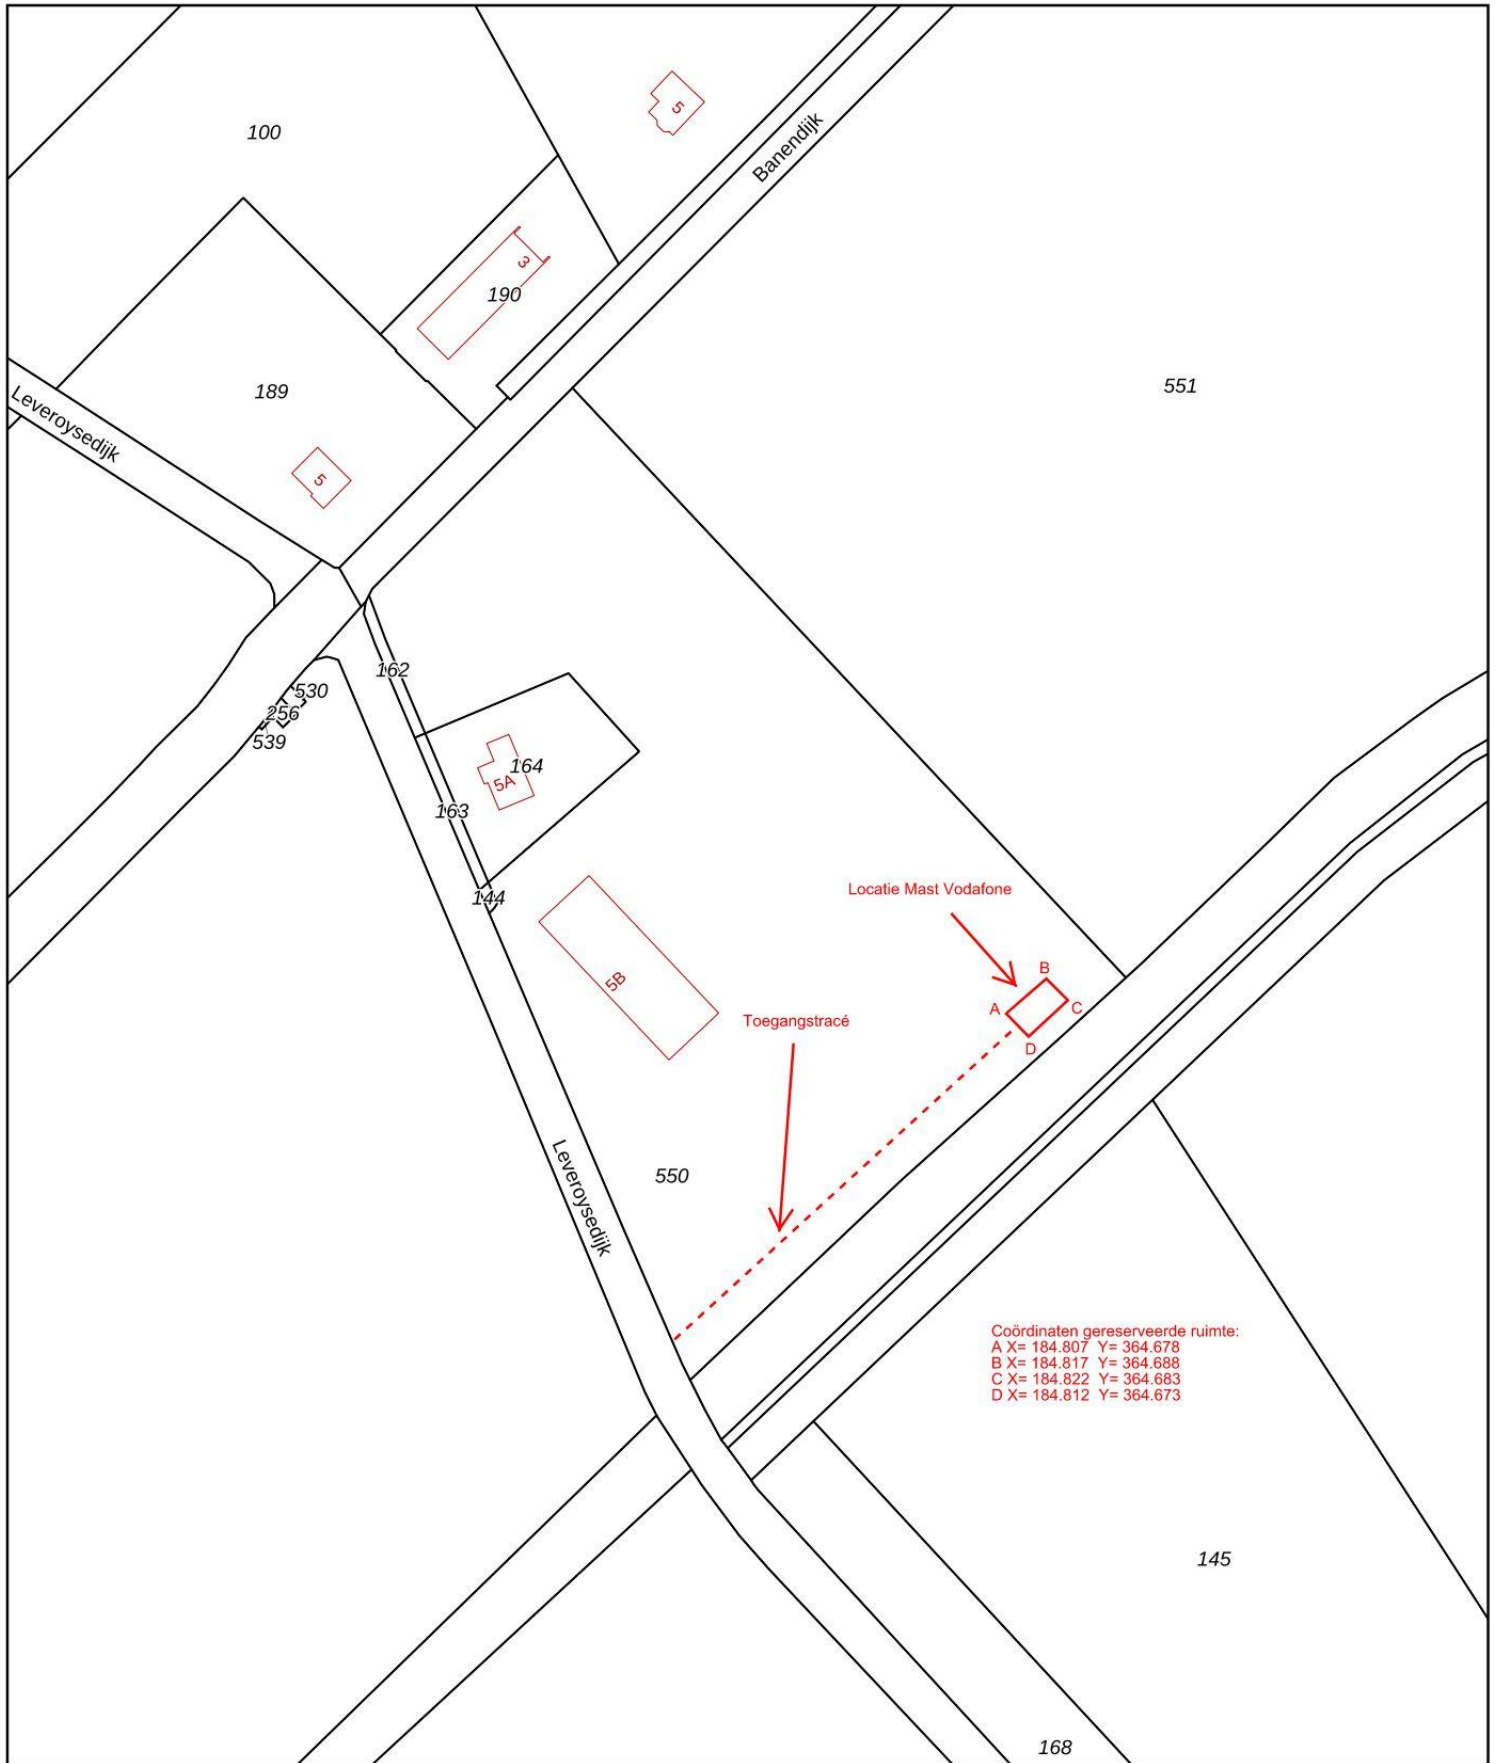 5
100
Banendijk
3
190
551
189
Leveroysedijk
5
162
530
256
539
164
5A
163
144
Locatie Mast Vodafone
5B
B
A
C
Toegangstracé
D
Leveroysedijk
550
Coördinaten gereserveerde ruimte:
A X= 184.807 Y= 364.678
B X= 184.817 Y= 364.688
C X= 184.822 Y= 364.683
D X= 184.812 Y= 364.673
145
168